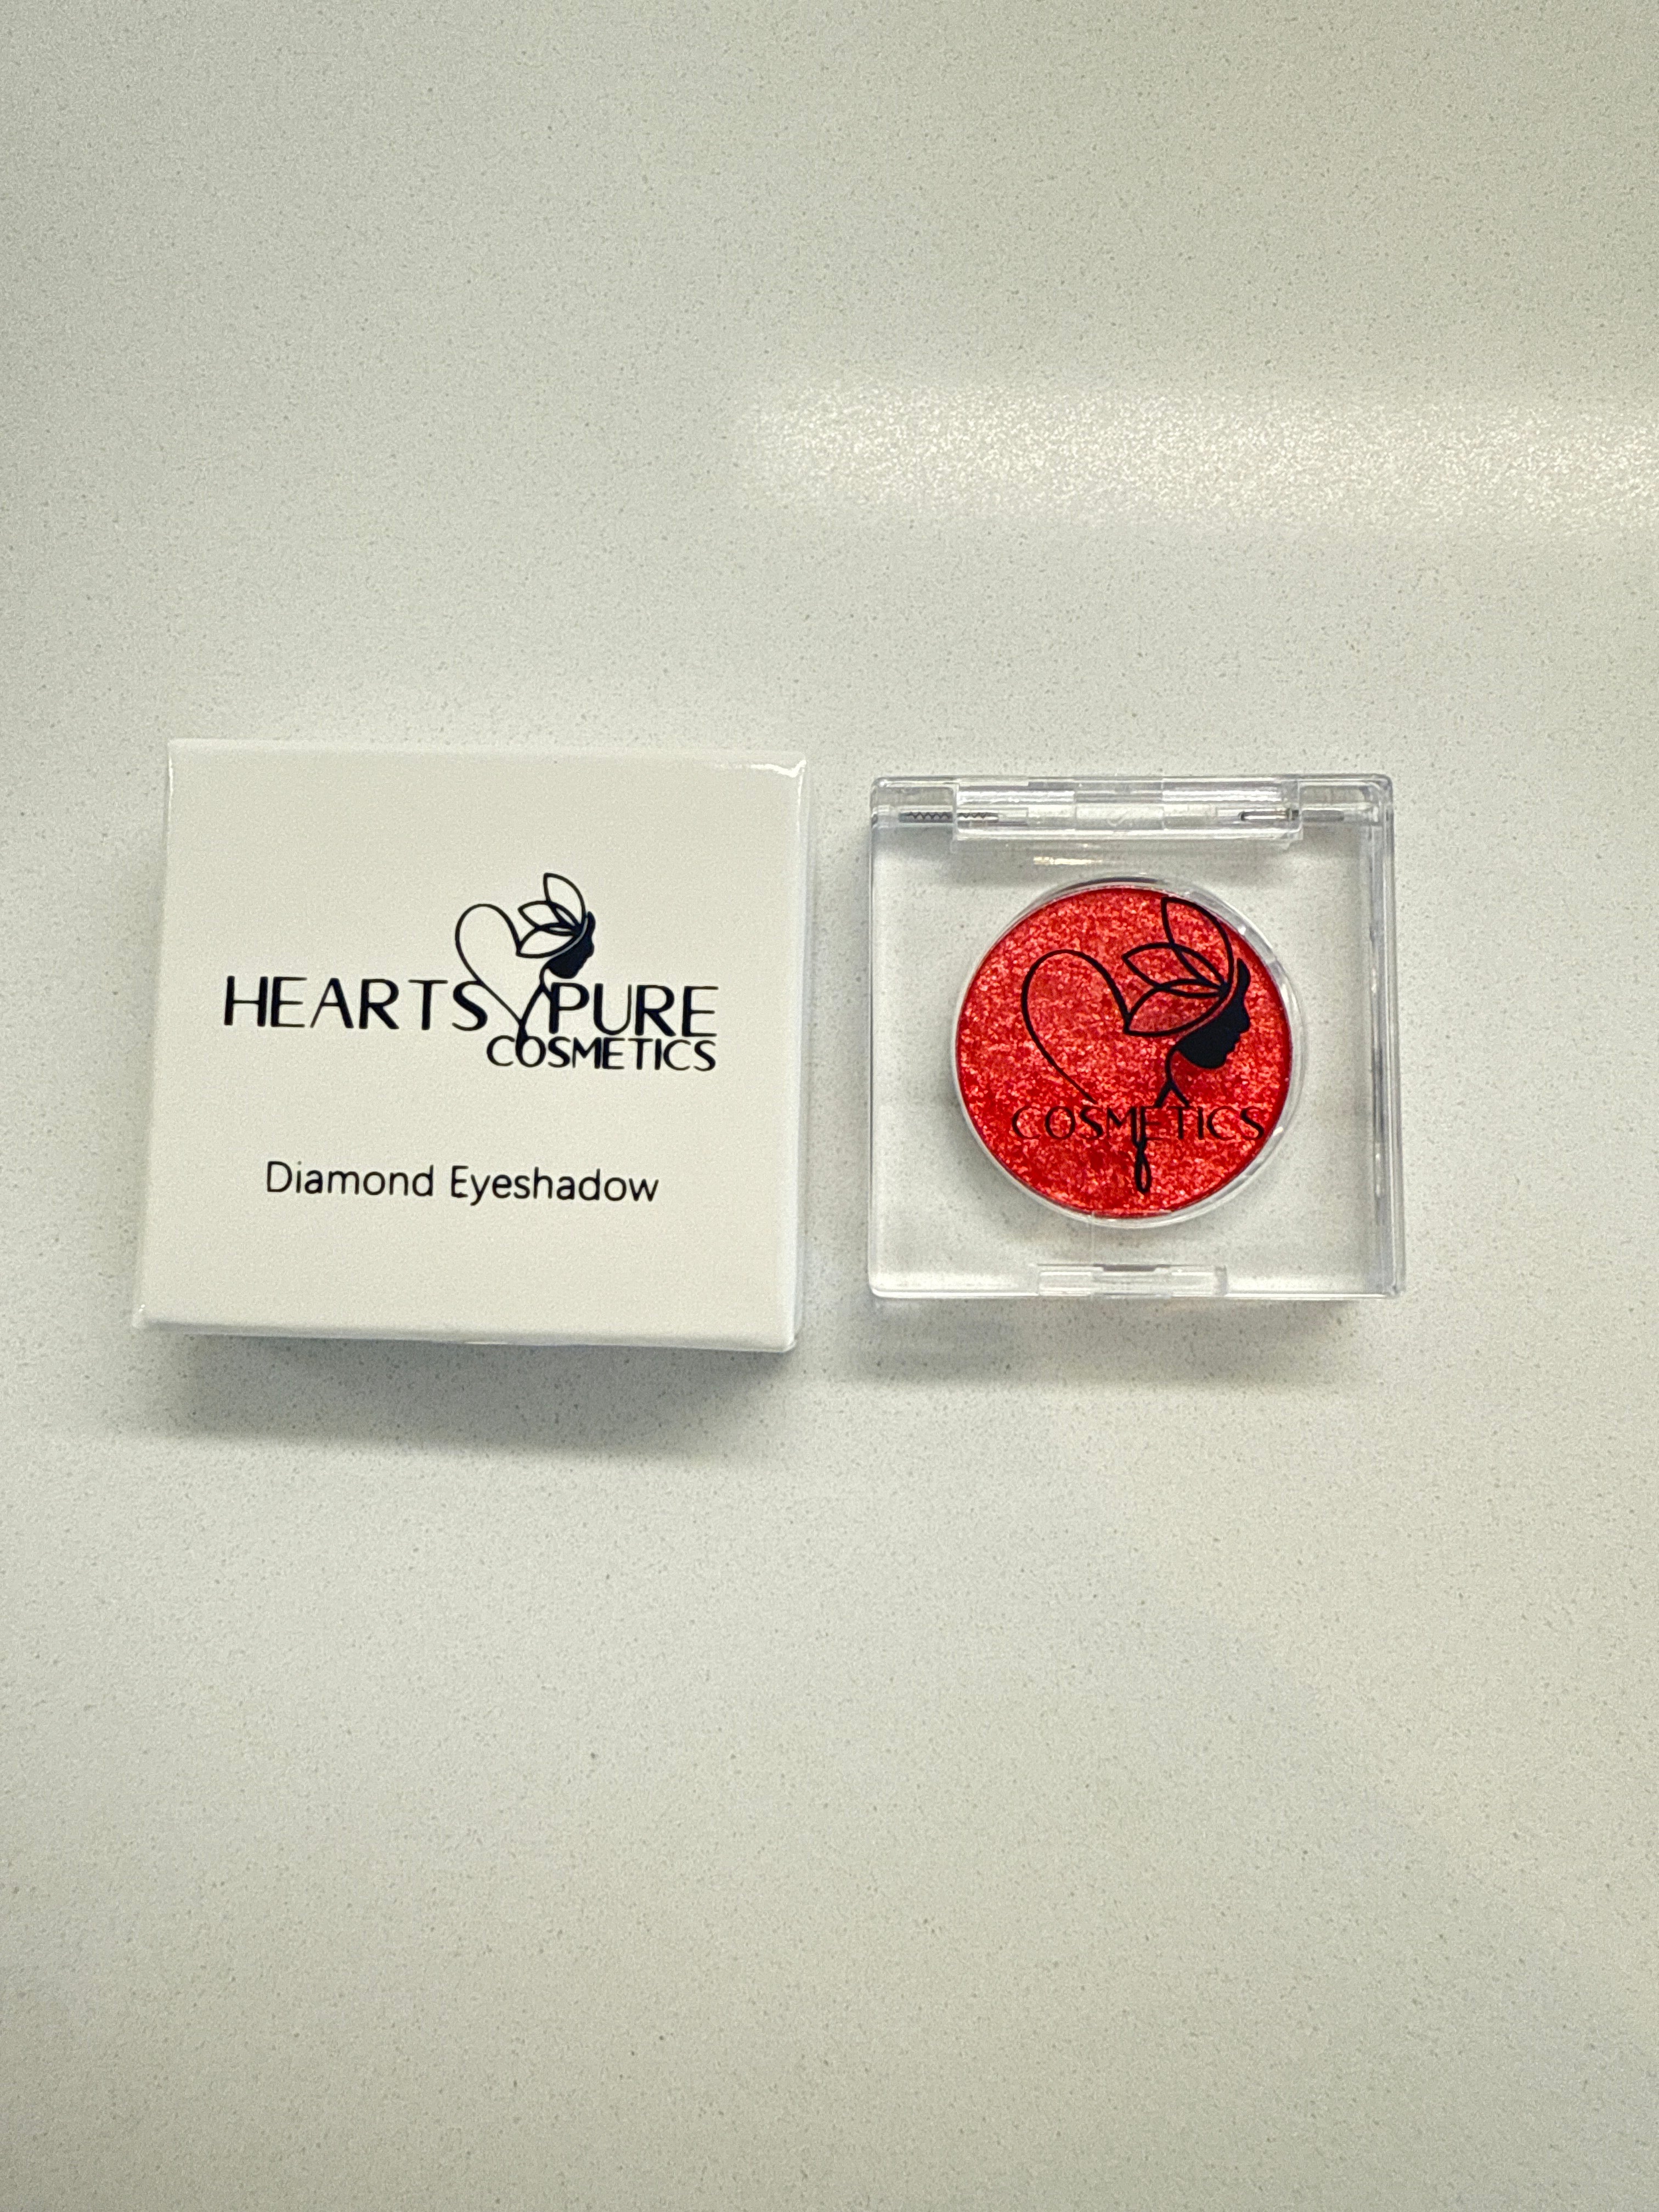 HEARTS PURE
COSMETICS
Diamond Eyeshadow
COSMETICS